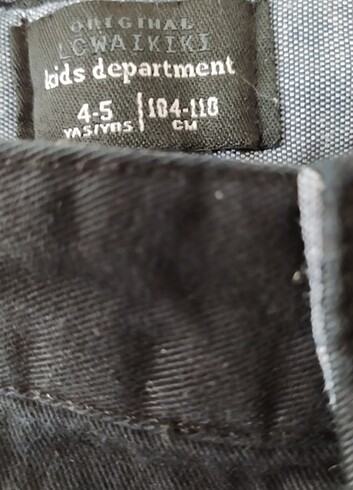 ORIGINAL
LCWAIKIKI
kids department
4-5 | 104-110
YAS/YRS CM